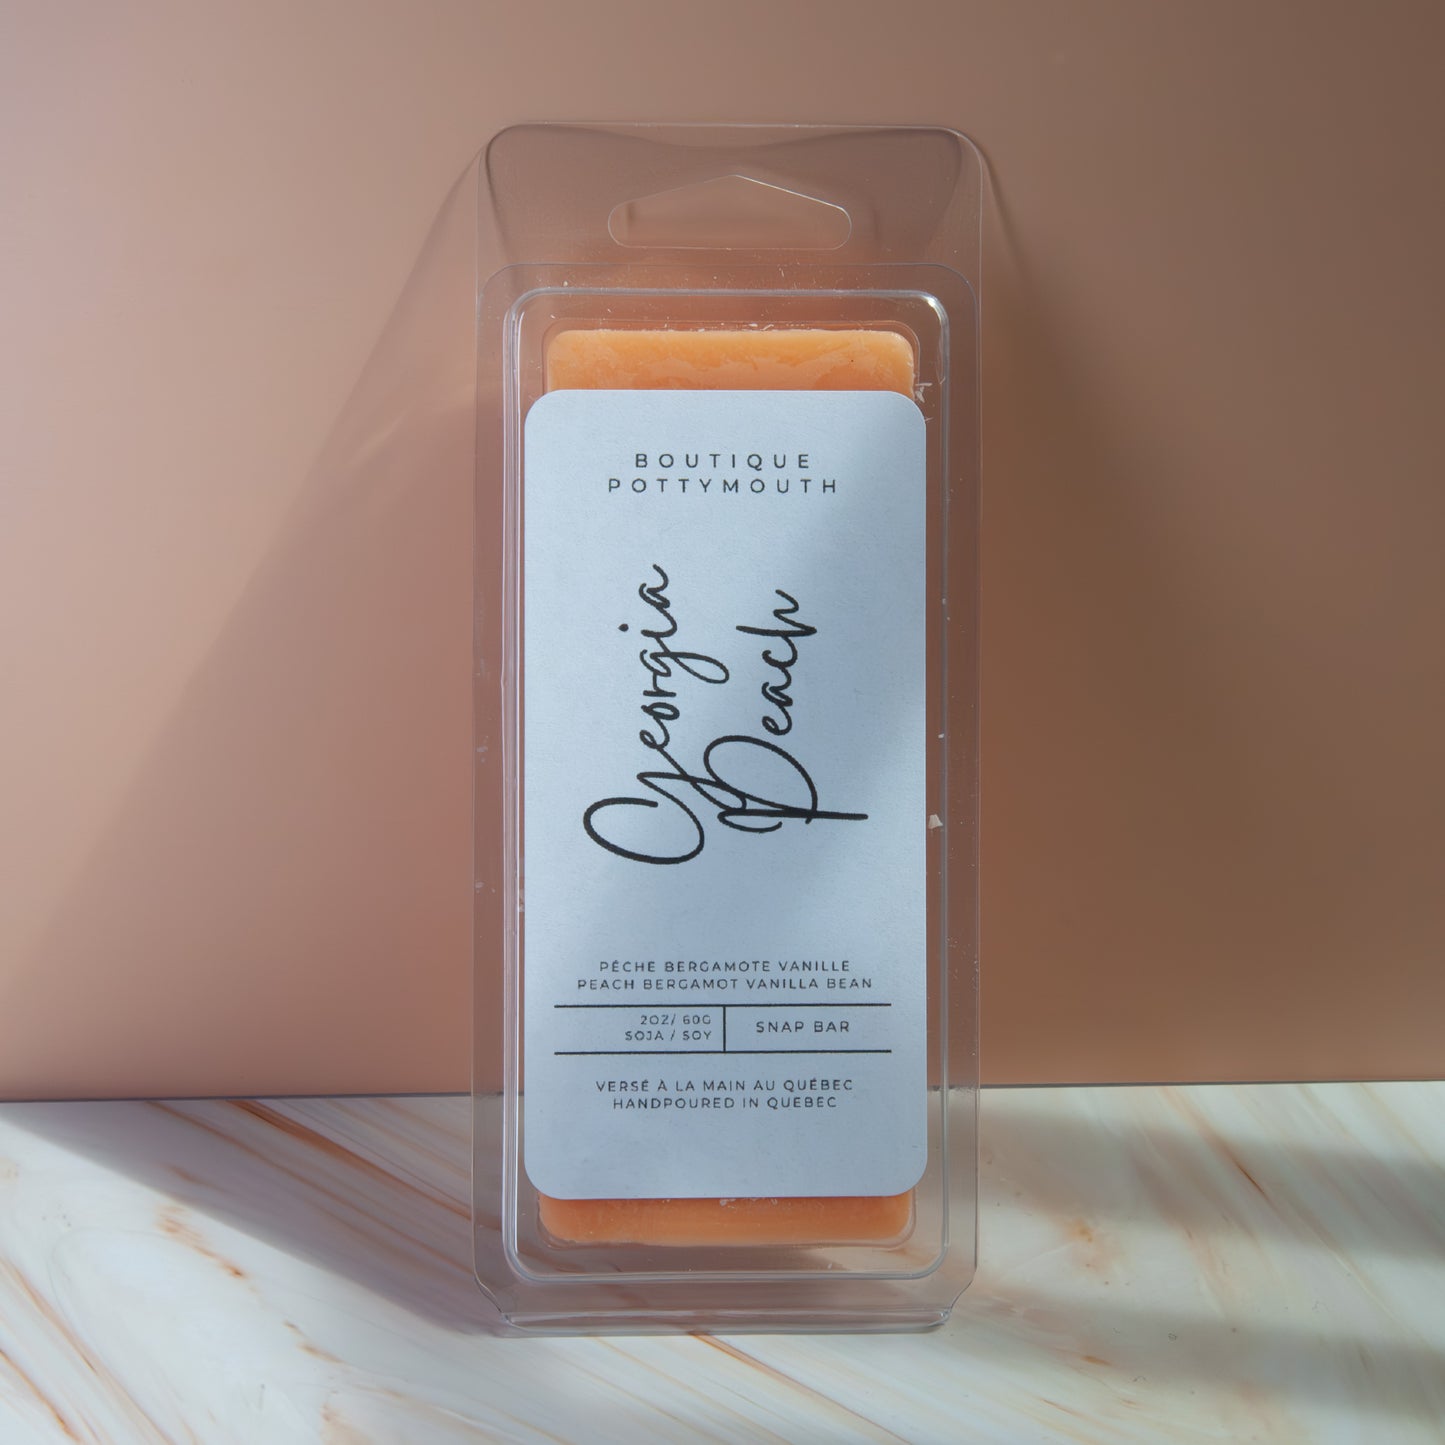 BOUTIQUE
POTTYMOUTH
Georgia
Peach
PÊCHE BERGAMOTE VANILLE
PEACH BERGAMOT VANILLA BEAN
2OZ/ 60G
SOJA / SOY
SNAP BAR
VERSÉ À LA MAIN AU QUÉBEC
HANDPOURED IN QUEBEC